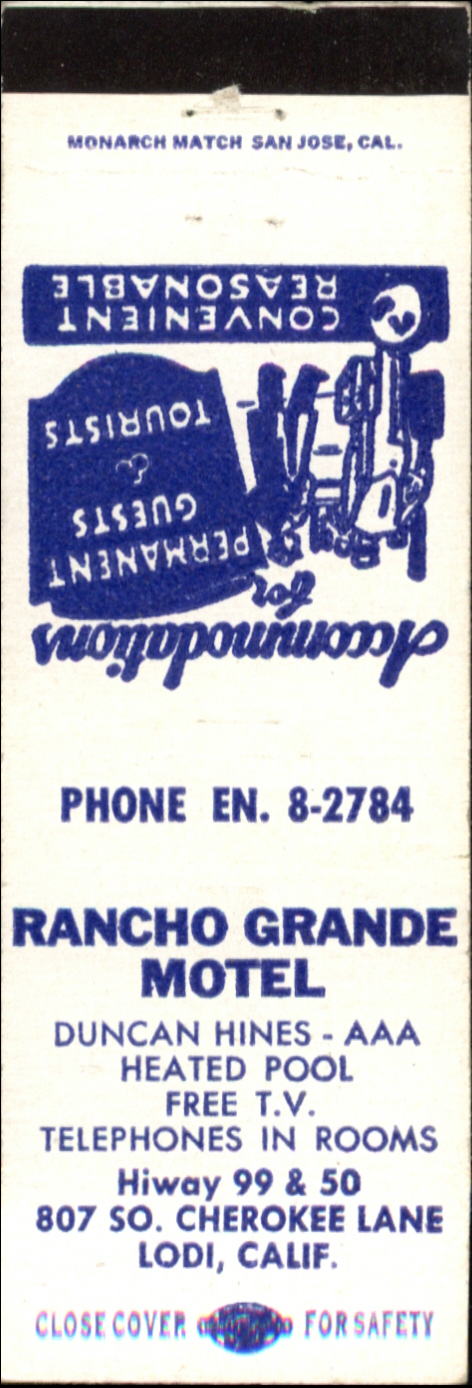 MONARCH MATCH SAN JOSE, CAL.
Accommodations
for
PERMANENT
GUESTS
&
TOURISTS
CONVENIENT
REASONABLE
PHONE EN. 8-2784
RANCHO GRANDE
MOTEL
DUNCAN HINES - AAA
HEATED POOL
FREE T.V.
TELEPHONES IN ROOMS
Hiway 99 & 50
807 SO. CHEROKEE LANE
LODI, CALIF.
CLOSE COVER FOR SAFETY